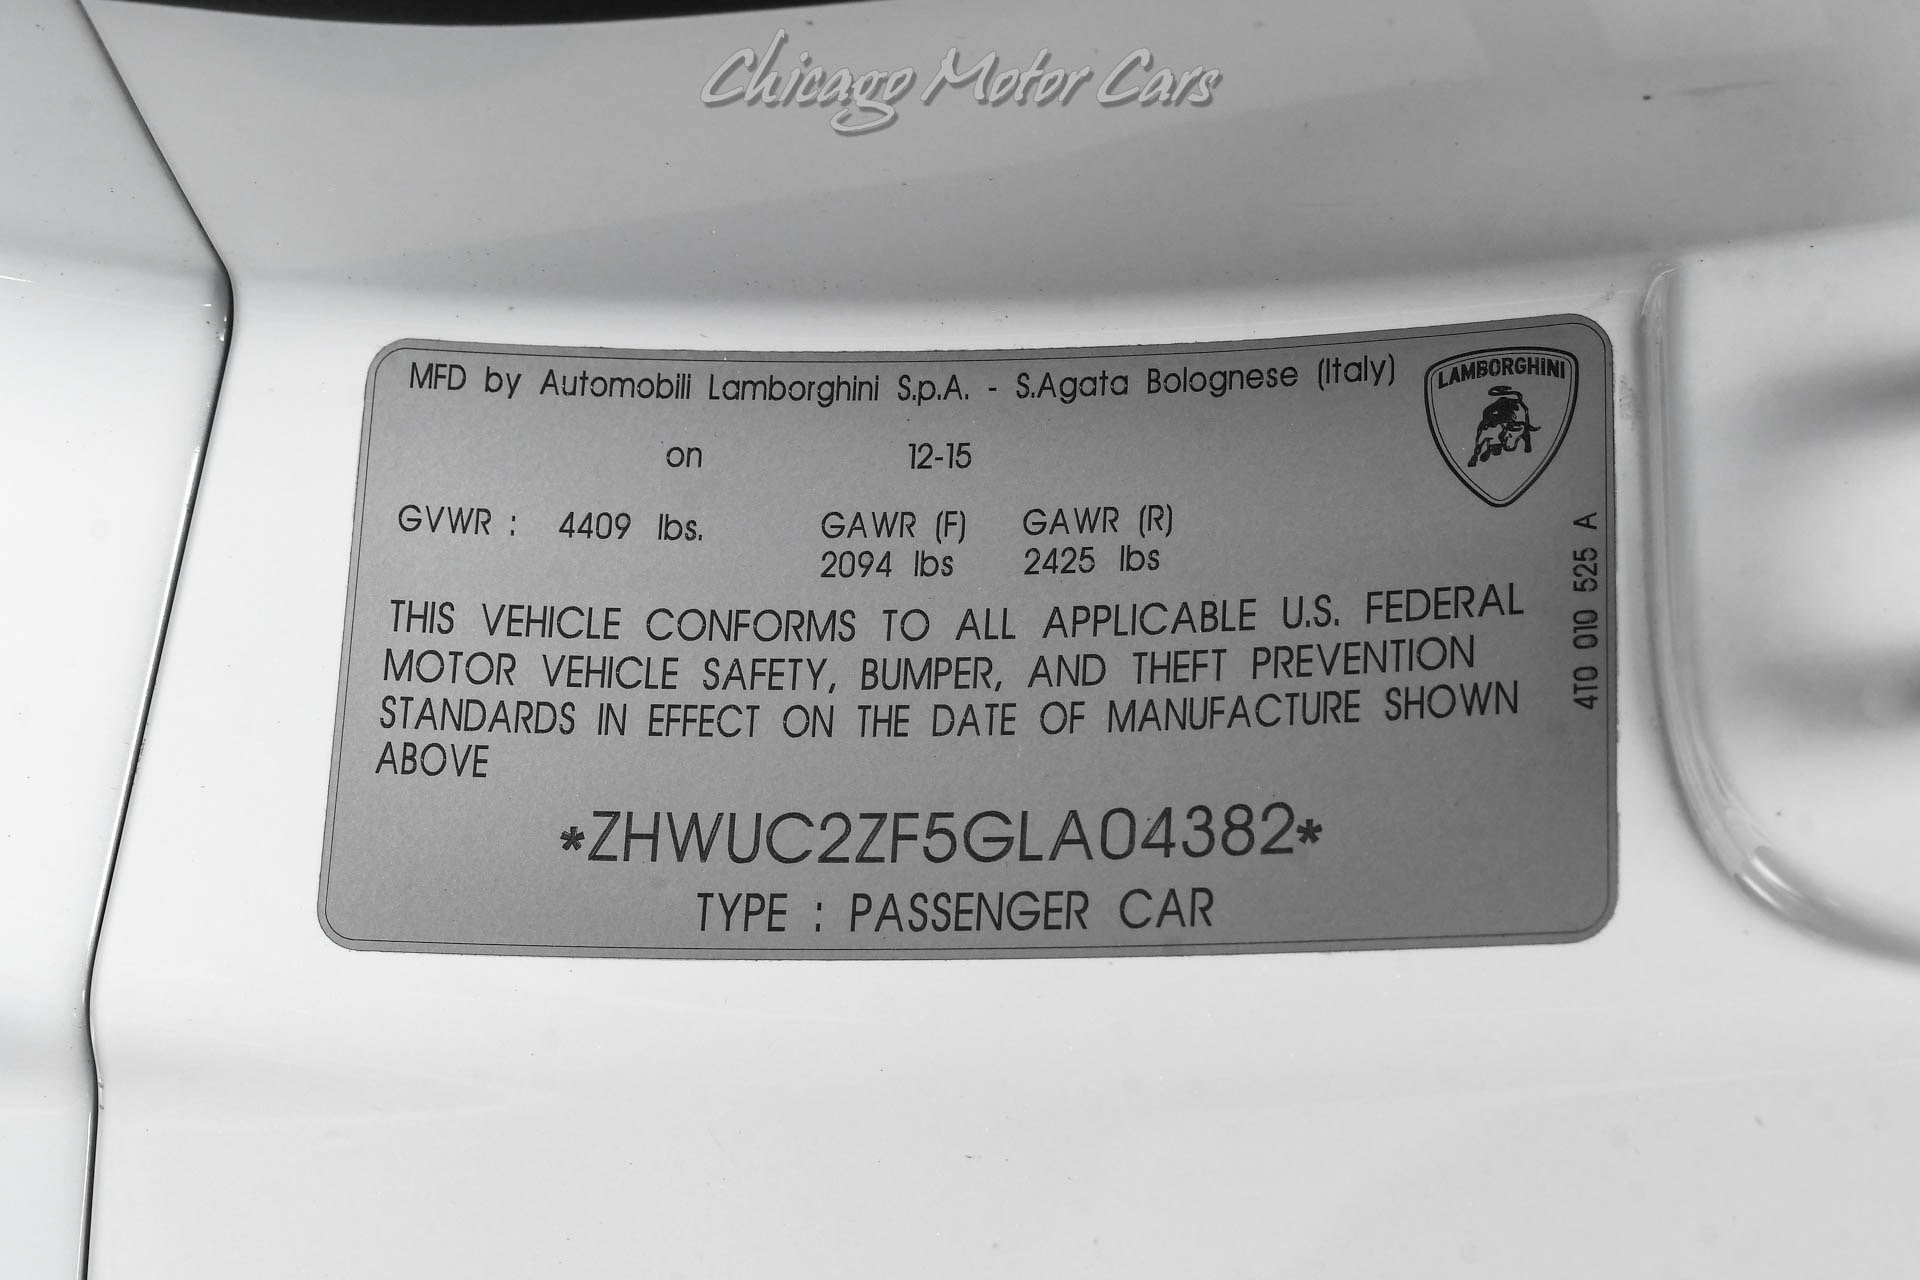 Chicago Motor Cars
MFD by Automobili Lamborghini S.p.A. - S.Agata Bolognese (Italy)
LAMBORGHINI
on 12-15
GVWR : 4409 lbs. GAWR (F) GAWR (R)
2094 lbs 2425 lbs
THIS VEHICLE CONFORMS TO ALL APPLICABLE U.S. FEDERAL
MOTOR VEHICLE SAFETY, BUMPER, AND THEFT PREVENTION
STANDARDS IN EFFECT ON THE DATE OF MANUFACTURE SHOWN
ABOVE
*ZHWUC2ZF5GLA04382*
TYPE : PASSENGER CAR
4T0 010 525 A